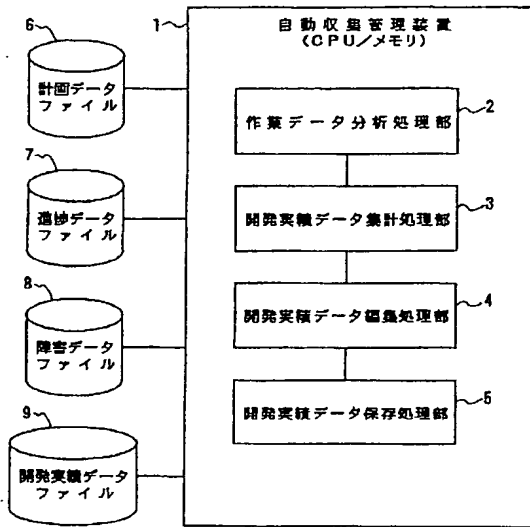 6
計画データ
ファイル
7
進捗データ
ファイル
8
障害データ
ファイル
9
開発実績データ
ファイル
1
自動収集管理装置
(CPU/メモリ)
2
作業データ分析処理部
3
開発実績データ集計処理部
4
開発実績データ編集処理部
5
開発実績データ保存処理部